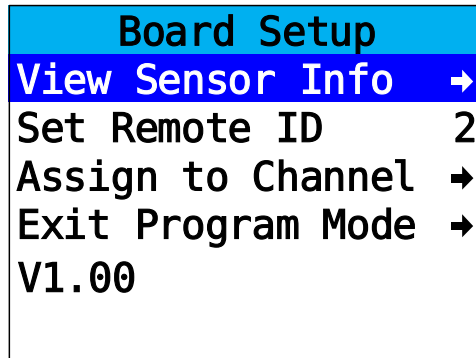 Board Setup
View Sensor Info →
Set Remote ID 2
Assign to Channel →
Exit Program Mode →
V1.00